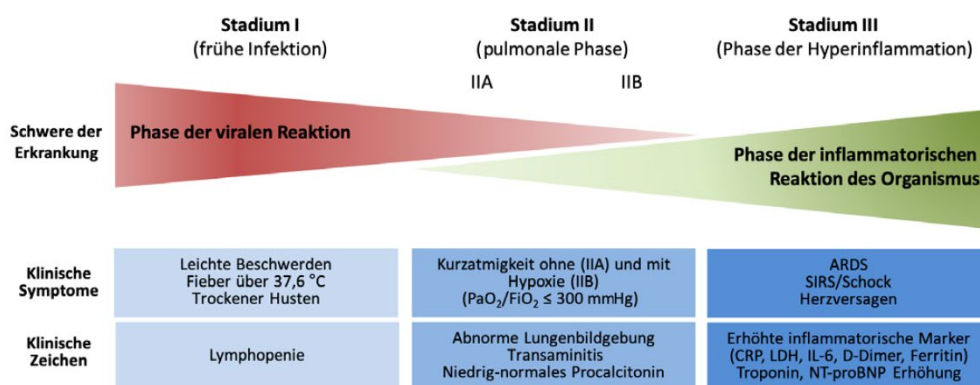 Stadium I
(frühe Infektion)
Stadium II
(pulmonale Phase)
Stadium III
(Phase der Hyperinflammation)
IIA
IIB
Schwere der
Erkrankung
Phase der viralen Reaktion
Phase der inflammatorischen
Reaktion des Organismus
Klinische
Symptome
Leichte Beschwerden
Fieber über 37,6 °C
Trockener Husten
Kurzatmigkeit ohne (IIA) und mit
Hypoxie (IIB)
(PaO₂/FiO₂ ≤ 300 mmHg)
ARDS
SIRS/Schock
Herzversagen
Klinische
Zeichen
Lymphopenie
Abnorme Lungenbildgebung
Transaminitis
Niedrig-normales Procalcitonin
Erhöhte inflammatorische Marker
(CRP, LDH, IL-6, D-Dimer, Ferritin)
Troponin, NT-proBNP Erhöhung